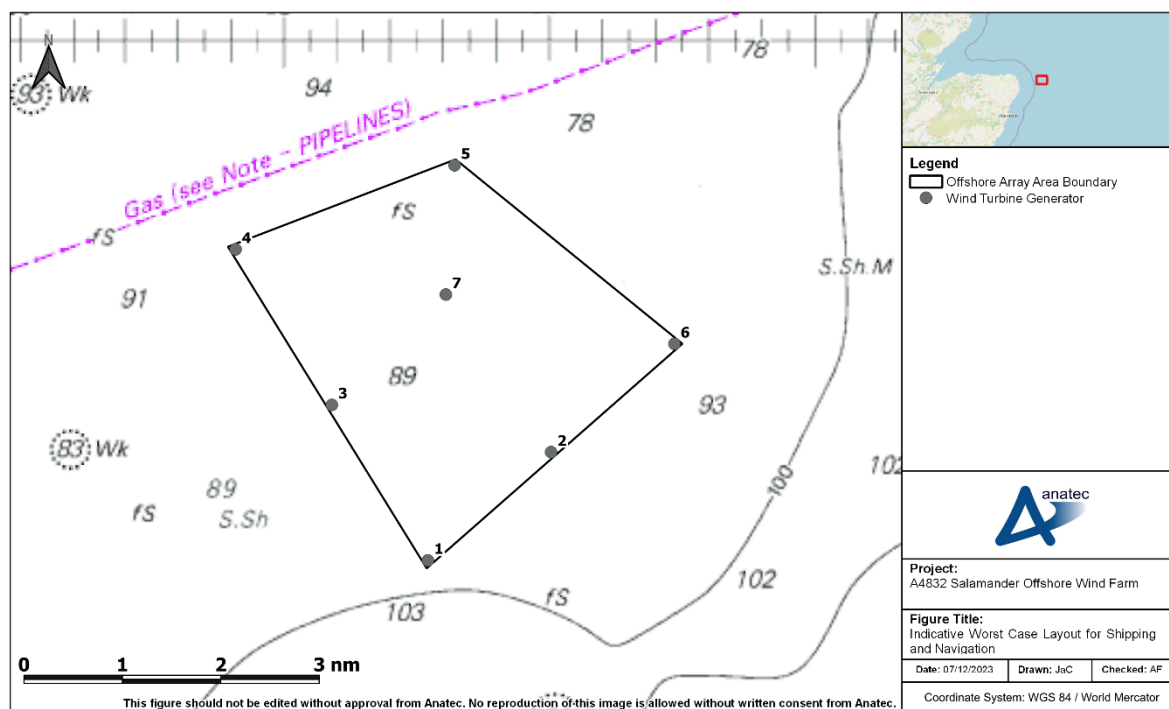 N
93 Wk
94
78
78
Gas (see Note - PIPELINES)
5
fS
fS
4
S.Sh.M
91
7
6
89
3
93
83 Wk
2
102
89
100
fS
S.Sh
1
102
fS
103
0 1 2 3 nm
This figure should not be edited without approval from Anatec. No reproduction of this image is allowed without written consent from Anatec.
Legend
Offshore Array Area Boundary
Wind Turbine Generator
anatec
Project:
A4832 Salamander Offshore Wind Farm
Figure Title:
Indicative Worst Case Layout for Shipping
and Navigation
Date: 07/12/2023 Drawn: JaC Checked: AF
Coordinate System: WGS 84 / World Mercator